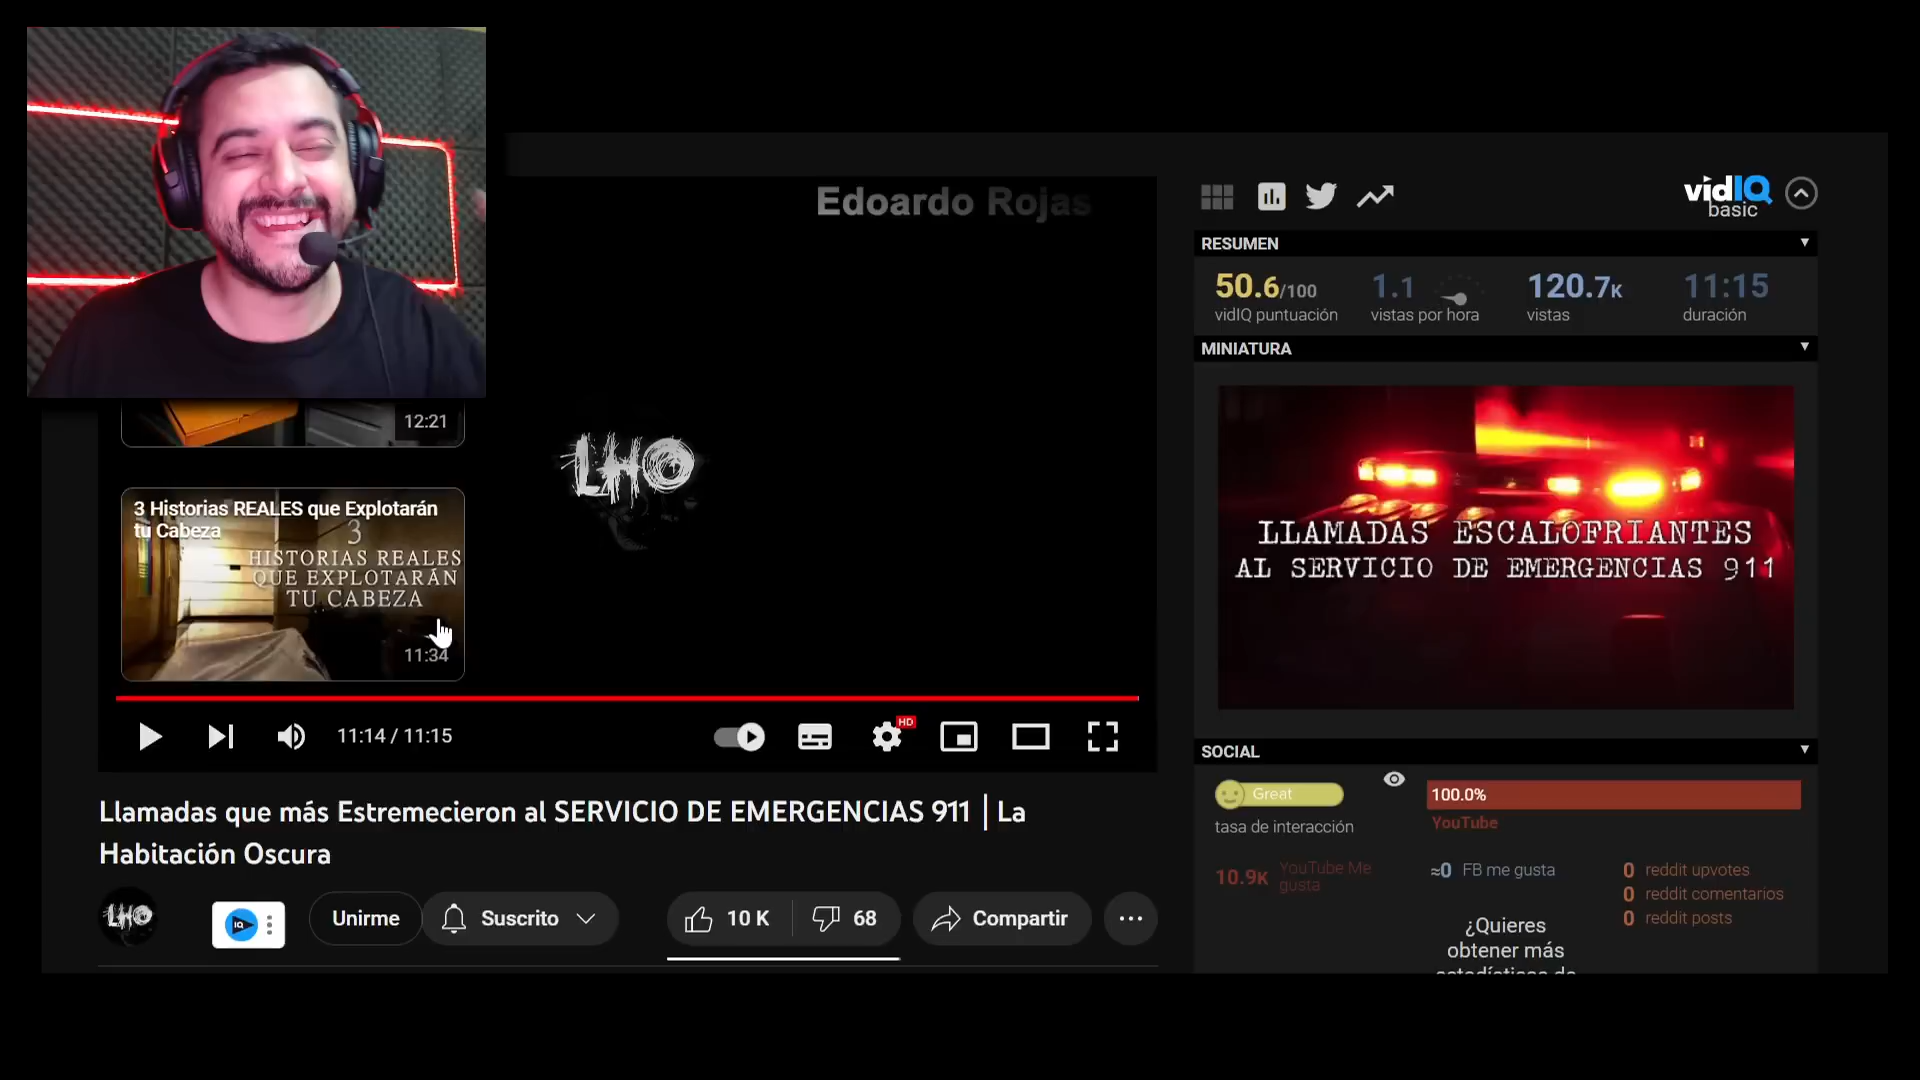 Edoardo Rojas
12:21
3 Historias REALES que Explotarán
tu Cabeza
3
HISTORIAS REALES
QUE EXPLOTARÁN
TU CABEZA
11:34
LHO
HD
11:14 / 11:15
Llamadas que más Estremecieron al SERVICIO DE EMERGENCIAS 911 | La
Habitación Oscura
LHO
IQ
Unirme
Suscrito
10 K
68
Compartir
vidIQ
basic
RESUMEN
50.6/100
vidIQ puntuación
1.1
vistas por hora
120.7K
vistas
11:15
duración
MINIATURA
LLAMADAS ESCALOFRIANTES
AL SERVICIO DE EMERGENCIAS 911
SOCIAL
Great
tasa de interacción
100.0%
YouTube
10.9K YouTube Me
gusta
≈0 FB me gusta
0 reddit upvotes
0 reddit comentarios
0 reddit posts
¿Quieres
obtener más
estadísticas de